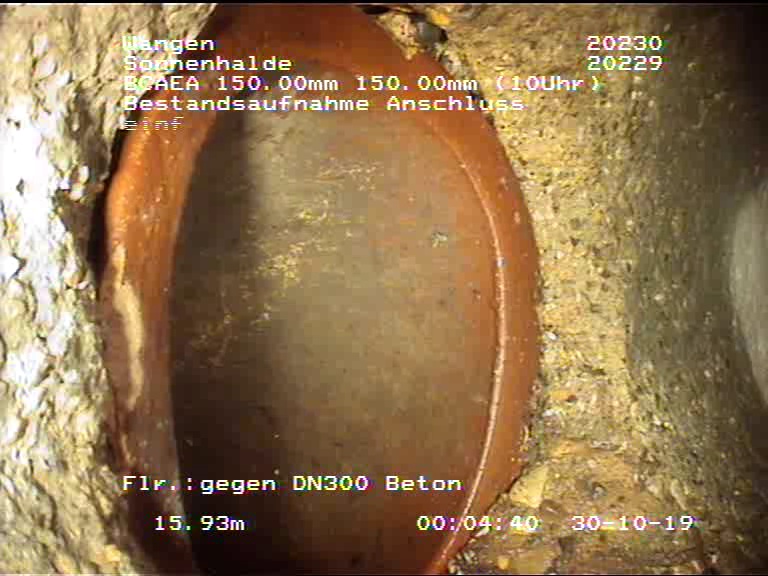 Wangen 20230
Sonnenhalde 20229
BCAEA 150.00mm 150.00mm (10Uhr)
Bestandsaufnahme Anschluss
einf
Flr.:gegen DN300 Beton
15.93m 00:04:40 30-10-19